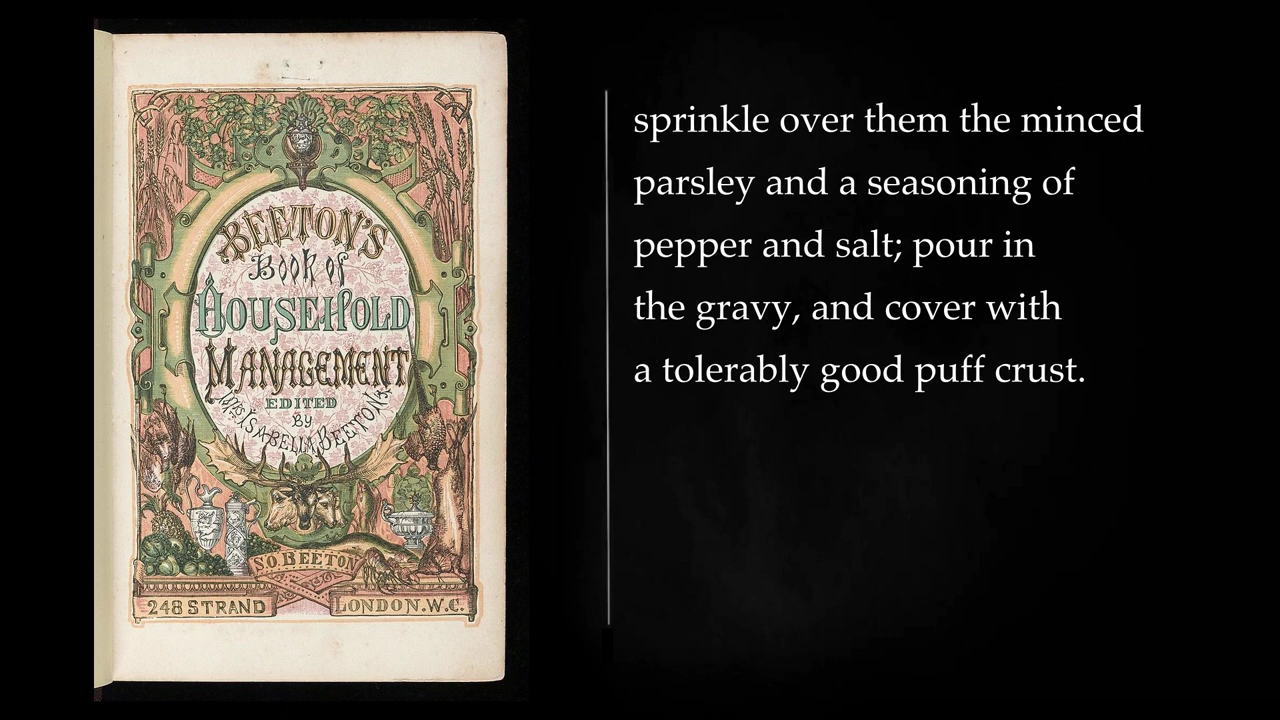 BEETON'S
Book of
HOUSEHOLD
MANAGEMENT
EDITED
BY
MRS ISABELLA BEETON.
S.O. BEETON
248 STRAND
LONDON. W.C.
sprinkle over them the minced
parsley and a seasoning of
pepper and salt; pour in
the gravy, and cover with
a tolerably good puff crust.